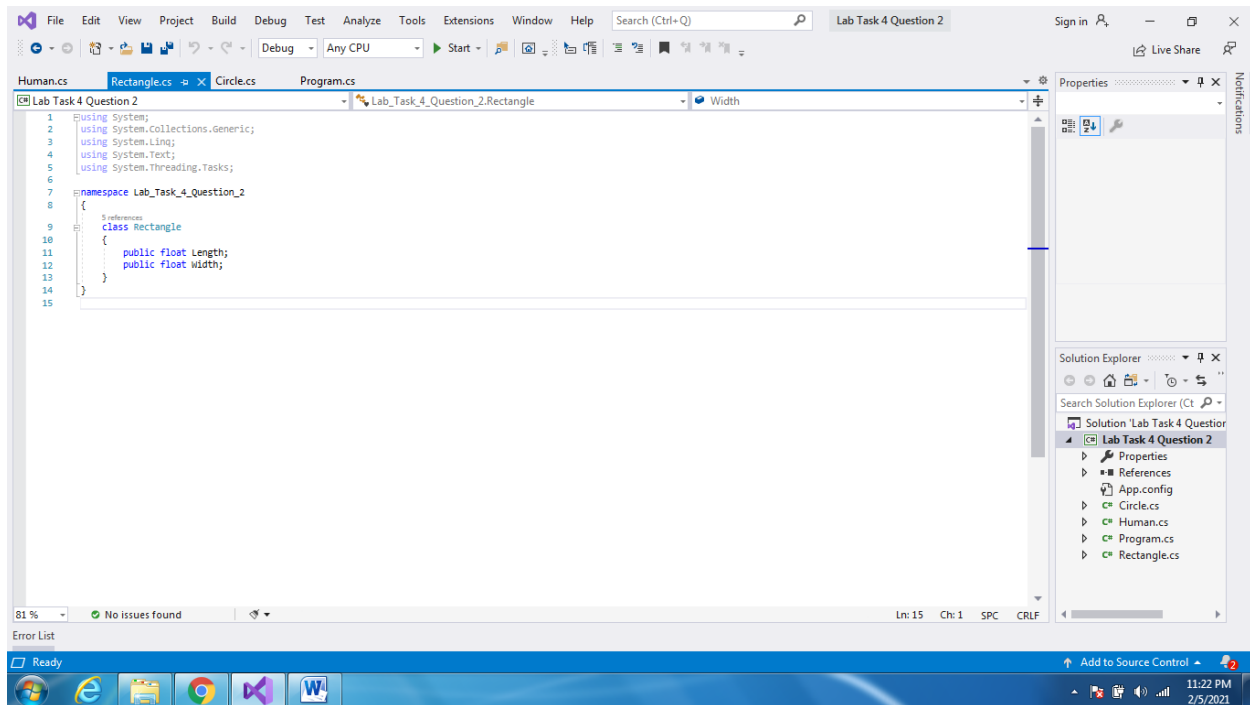 File Edit View Project Build Debug Test Analyze Tools Extensions Window Help Search (Ctrl+Q) Lab Task 4 Question 2 Sign in
Debug Any CPU Start Live Share
Human.cs Rectangle.cs Circle.cs Program.cs
Lab Task 4 Question 2 Lab_Task_4_Question_2.Rectangle Width
1 using System;
2 using System.Collections.Generic;
3 using System.Linq;
4 using System.Text;
5 using System.Threading.Tasks;
6
7 namespace Lab_Task_4_Question_2
8 {
5 references
9 class Rectangle
10 {
11 public float Length;
12 public float Width;
13 }
14 }
15
81 % No issues found Ln: 15 Ch: 1 SPC CRLF
Error List
Properties
Notifications
Solution Explorer
Search Solution Explorer (Ct
Solution 'Lab Task 4 Question
C# Lab Task 4 Question 2
Properties
References
App.config
C# Circle.cs
C# Human.cs
C# Program.cs
C# Rectangle.cs
Ready Add to Source Control 2
11:22 PM
2/5/2021